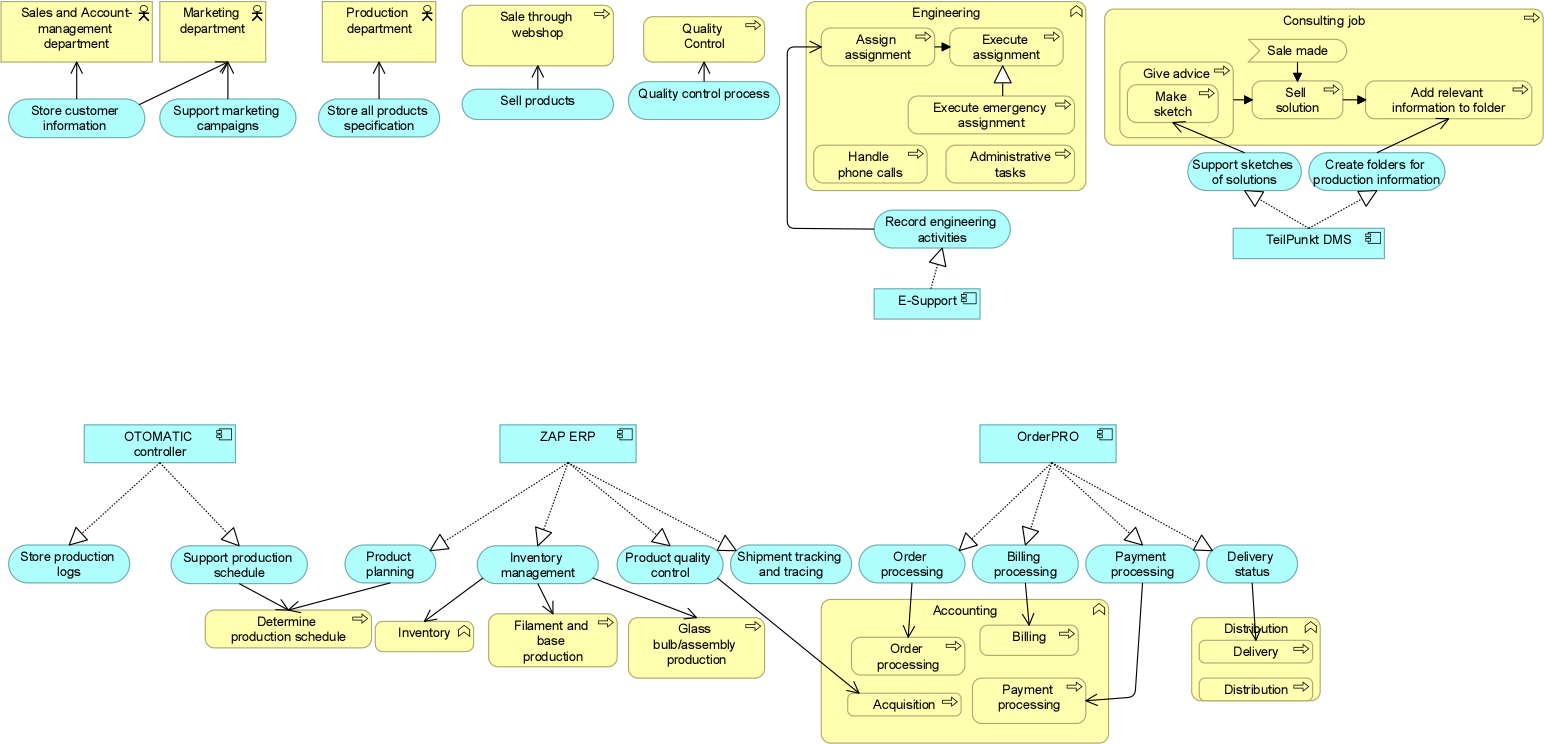 Sales and Account-
management
department
Marketing
department
Production
department
Sale through
webshop
Quality
Control
Store customer
information
Support marketing
campaigns
Store all products
specification
Sell products
Quality control process
Engineering
Assign
assignment
Execute
assignment
Execute emergency
assignment
Handle
phone calls
Administrative
tasks
Record engineering
activities
E-Support
Consulting job
Sale made
Give advice
Make
sketch
Sell
solution
Add relevant
information to folder
Support sketches
of solutions
Create folders for
production information
TeilPunkt DMS
OTOMATIC
controller
ZAP ERP
OrderPRO
Store production
logs
Support production
schedule
Product
planning
Inventory
management
Product quality
control
Shipment tracking
and tracing
Order
processing
Billing
processing
Payment
processing
Delivery
status
Determine
production schedule
Inventory
Filament and
base
production
Glass
bulb/assembly
production
Accounting
Order
processing
Billing
Acquisition
Payment
processing
Distribution
Delivery
Distribution